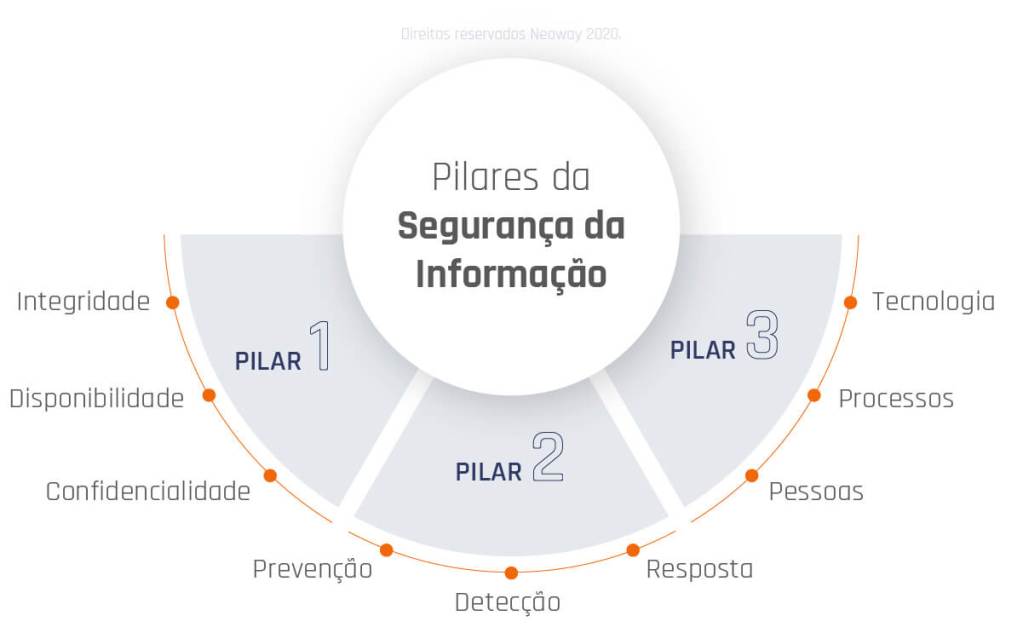 Direitos reservados Neoway 2020.
Pilares da
Segurança da
Informação
Integridade
Disponibilidade
Confidencialidade
PILAR 1
Prevenção
Detecção
Resposta
PILAR 2
Tecnologia
Processos
Pessoas
PILAR 3